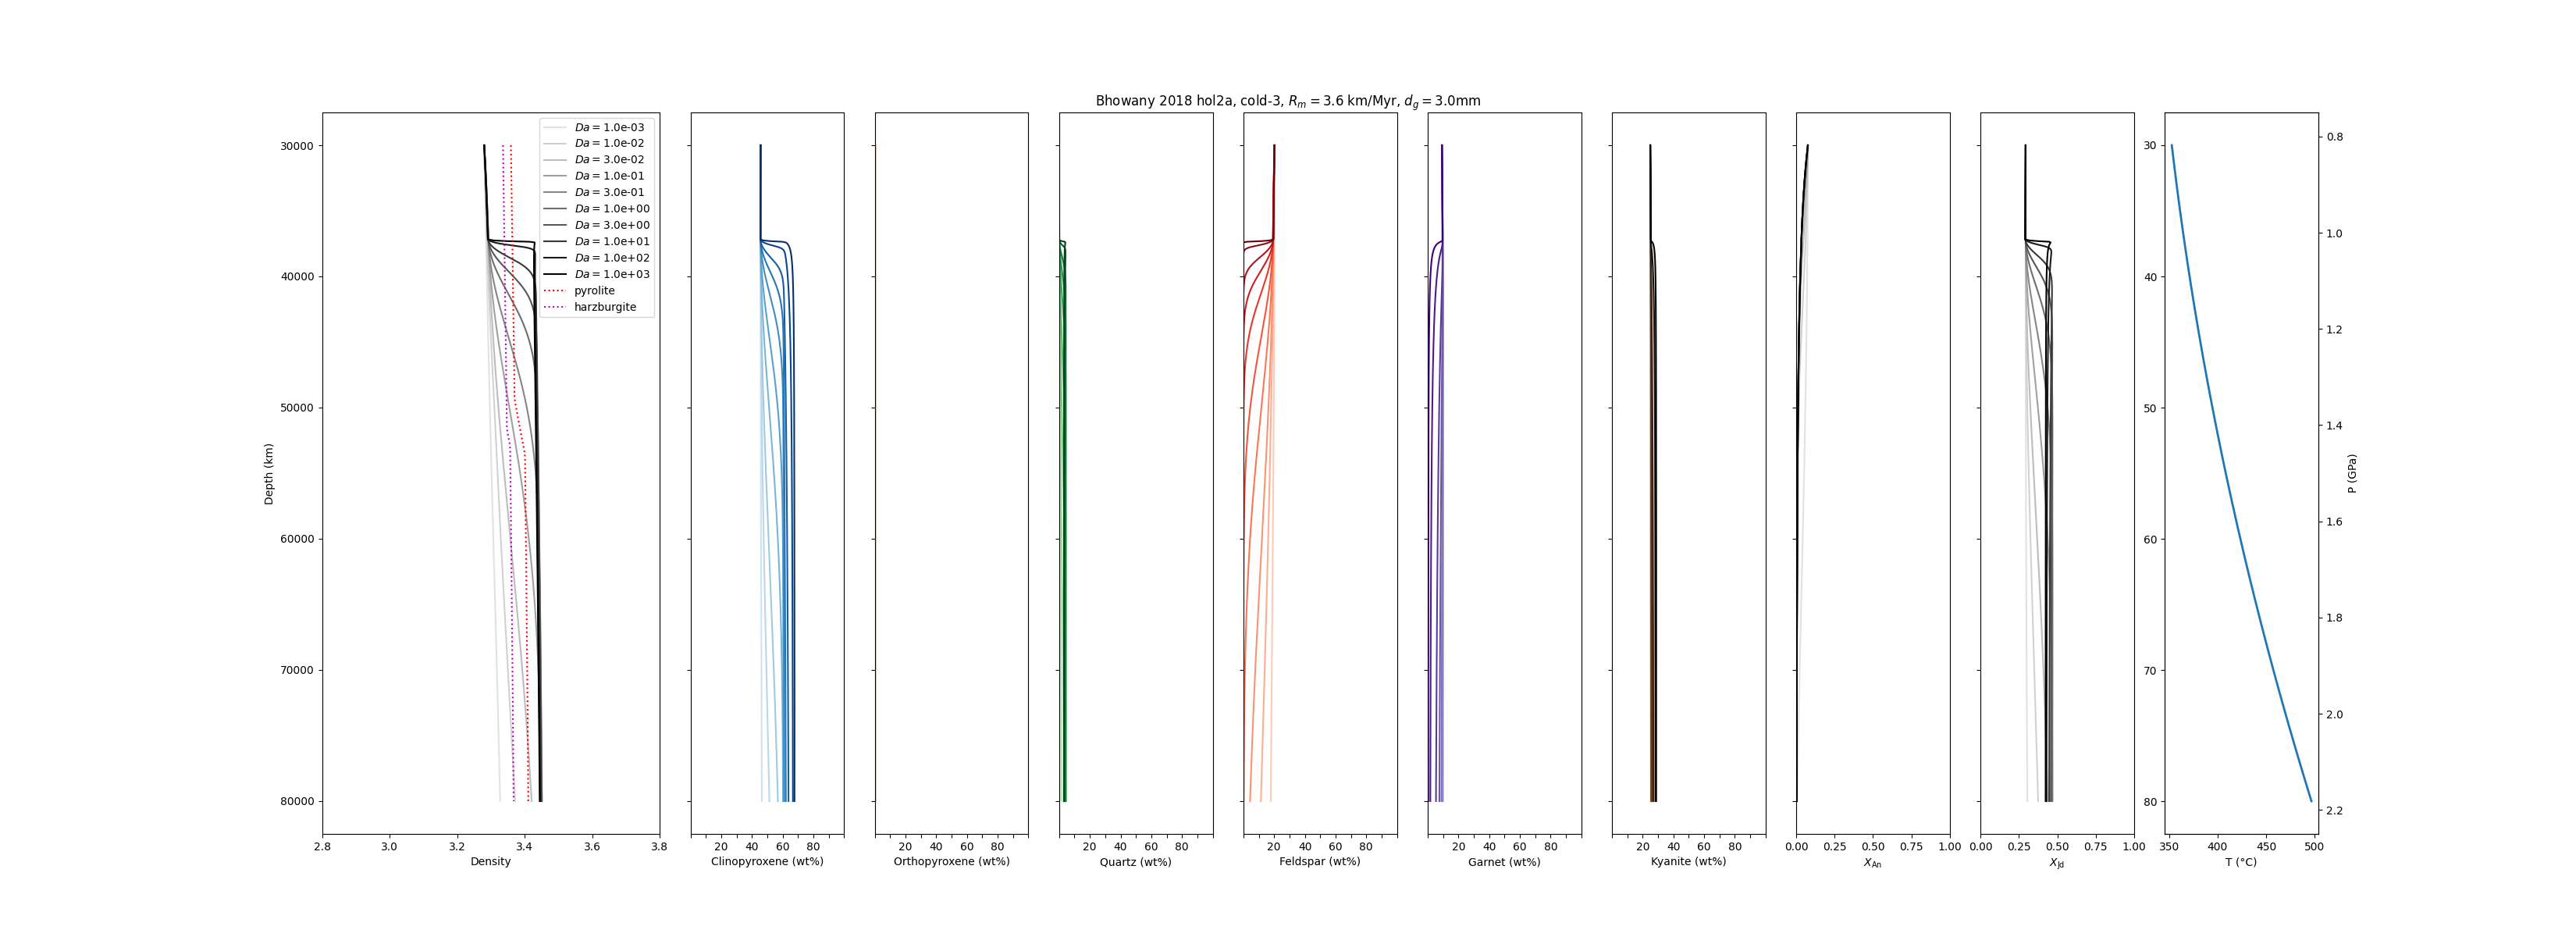 Bhowany 2018 hol2a, cold-3, R_m = 3.6 km/Myr, d_g = 3.0mm
Da = 1.0e-03
Da = 1.0e-02
Da = 3.0e-02
Da = 1.0e-01
Da = 3.0e-01
Da = 1.0e+00
Da = 3.0e+00
Da = 1.0e+01
Da = 1.0e+02
Da = 1.0e+03
pyrolite
harzburgite
Depth (km)
30000
40000
50000
60000
70000
80000
2.8 3.0 3.2 3.4 3.6 3.8
Density
20 40 60 80
Clinopyroxene (wt%)
20 40 60 80
Orthopyroxene (wt%)
20 40 60 80
Quartz (wt%)
20 40 60 80
Feldspar (wt%)
20 40 60 80
Garnet (wt%)
20 40 60 80
Kyanite (wt%)
0.00 0.25 0.50 0.75 1.00
X_An
0.00 0.25 0.50 0.75 1.00
X_Jd
30
40
50
60
70
80
350 400 450 500
T (°C)
0.8
1.0
1.2
1.4
1.6
1.8
2.0
2.2
P (GPa)